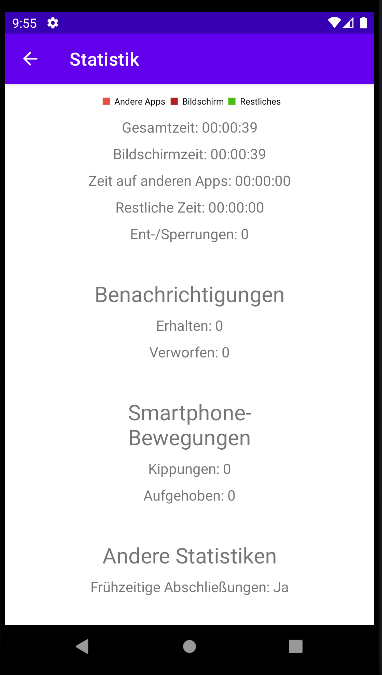 9:55
Statistik
Andere Apps Bildschirm Restliches
Gesamtzeit: 00:00:39
Bildschirmzeit: 00:00:39
Zeit auf anderen Apps: 00:00:00
Restliche Zeit: 00:00:00
Ent-/Sperrungen: 0
Benachrichtigungen
Erhalten: 0
Verworfen: 0
Smartphone-
Bewegungen
Kippungen: 0
Aufgehoben: 0
Andere Statistiken
Frühzeitige Abschließungen: Ja